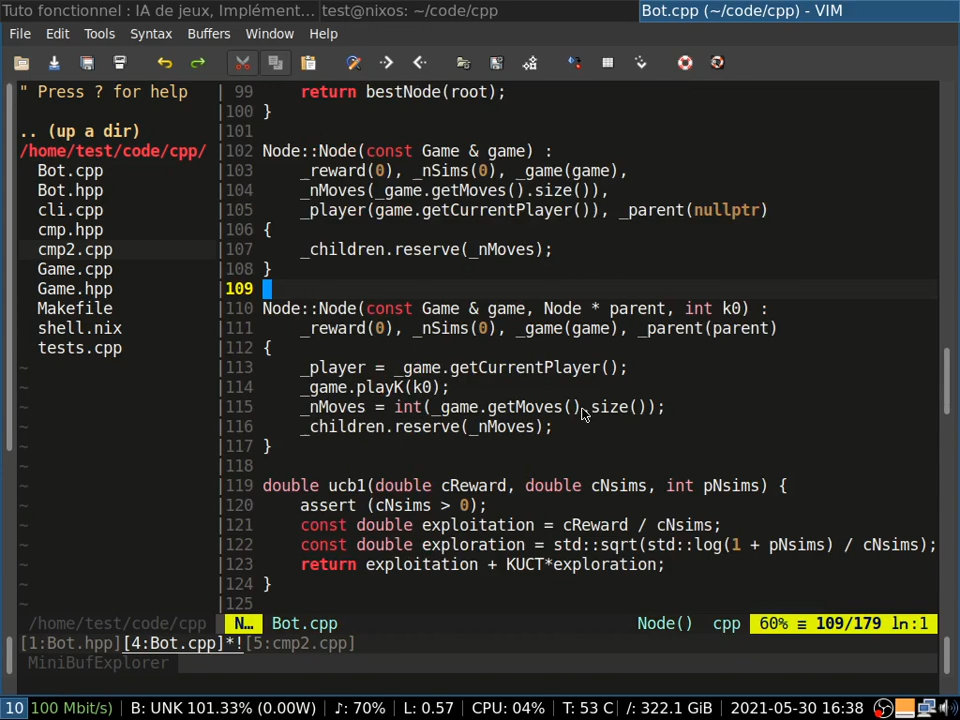 Tuto fonctionnel : IA de jeux, Implément... test@nixos: ~/code/cpp Bot.cpp (~/code/cpp) - VIM
File Edit Tools Syntax Buffers Window Help
" Press ? for help
.. (up a dir)
/home/test/code/cpp/
Bot.cpp
Bot.hpp
cli.cpp
cmp.hpp
cmp2.cpp
Game.cpp
Game.hpp
Makefile
shell.nix
tests.cpp
~
~
~
~
~
~
~
~
~
~
~
~
~
99     return bestNode(root);
100 }
101
102 Node::Node(const Game & game) :
103     _reward(0), _nSims(0), _game(game),
104     _nMoves(_game.getMoves().size()),
105     _player(game.getCurrentPlayer()), _parent(nullptr)
106 {
107     _children.reserve(_nMoves);
108 }
109
110 Node::Node(const Game & game, Node * parent, int k0) :
111     _reward(0), _nSims(0), _game(game), _parent(parent)
112 {
113     _player = _game.getCurrentPlayer();
114     _game.playK(k0);
115     _nMoves = int(_game.getMoves().size());
116     _children.reserve(_nMoves);
117 }
118
119 double ucb1(double cReward, double cNsims, int pNsims) {
120     assert (cNsims > 0);
121     const double exploitation = cReward / cNsims;
122     const double exploration = std::sqrt(std::log(1 + pNsims) / cNsims);
123     return exploitation + KUCT*exploration;
124 }
125
/home/test/code/cpp N… Bot.cpp Node() cpp 60% ≡ 109/179 ln:1
[1:Bot.hpp][4:Bot.cpp]*![5:cmp2.cpp]
MiniBufExplorer
10 100 Mbit/s) | B: UNK 101.33% (0.00W) | ♪: 70% | L: 0.57 | CPU: 04% | T: 53 C | /: 322.1 GiB | 2021-05-30 16:38